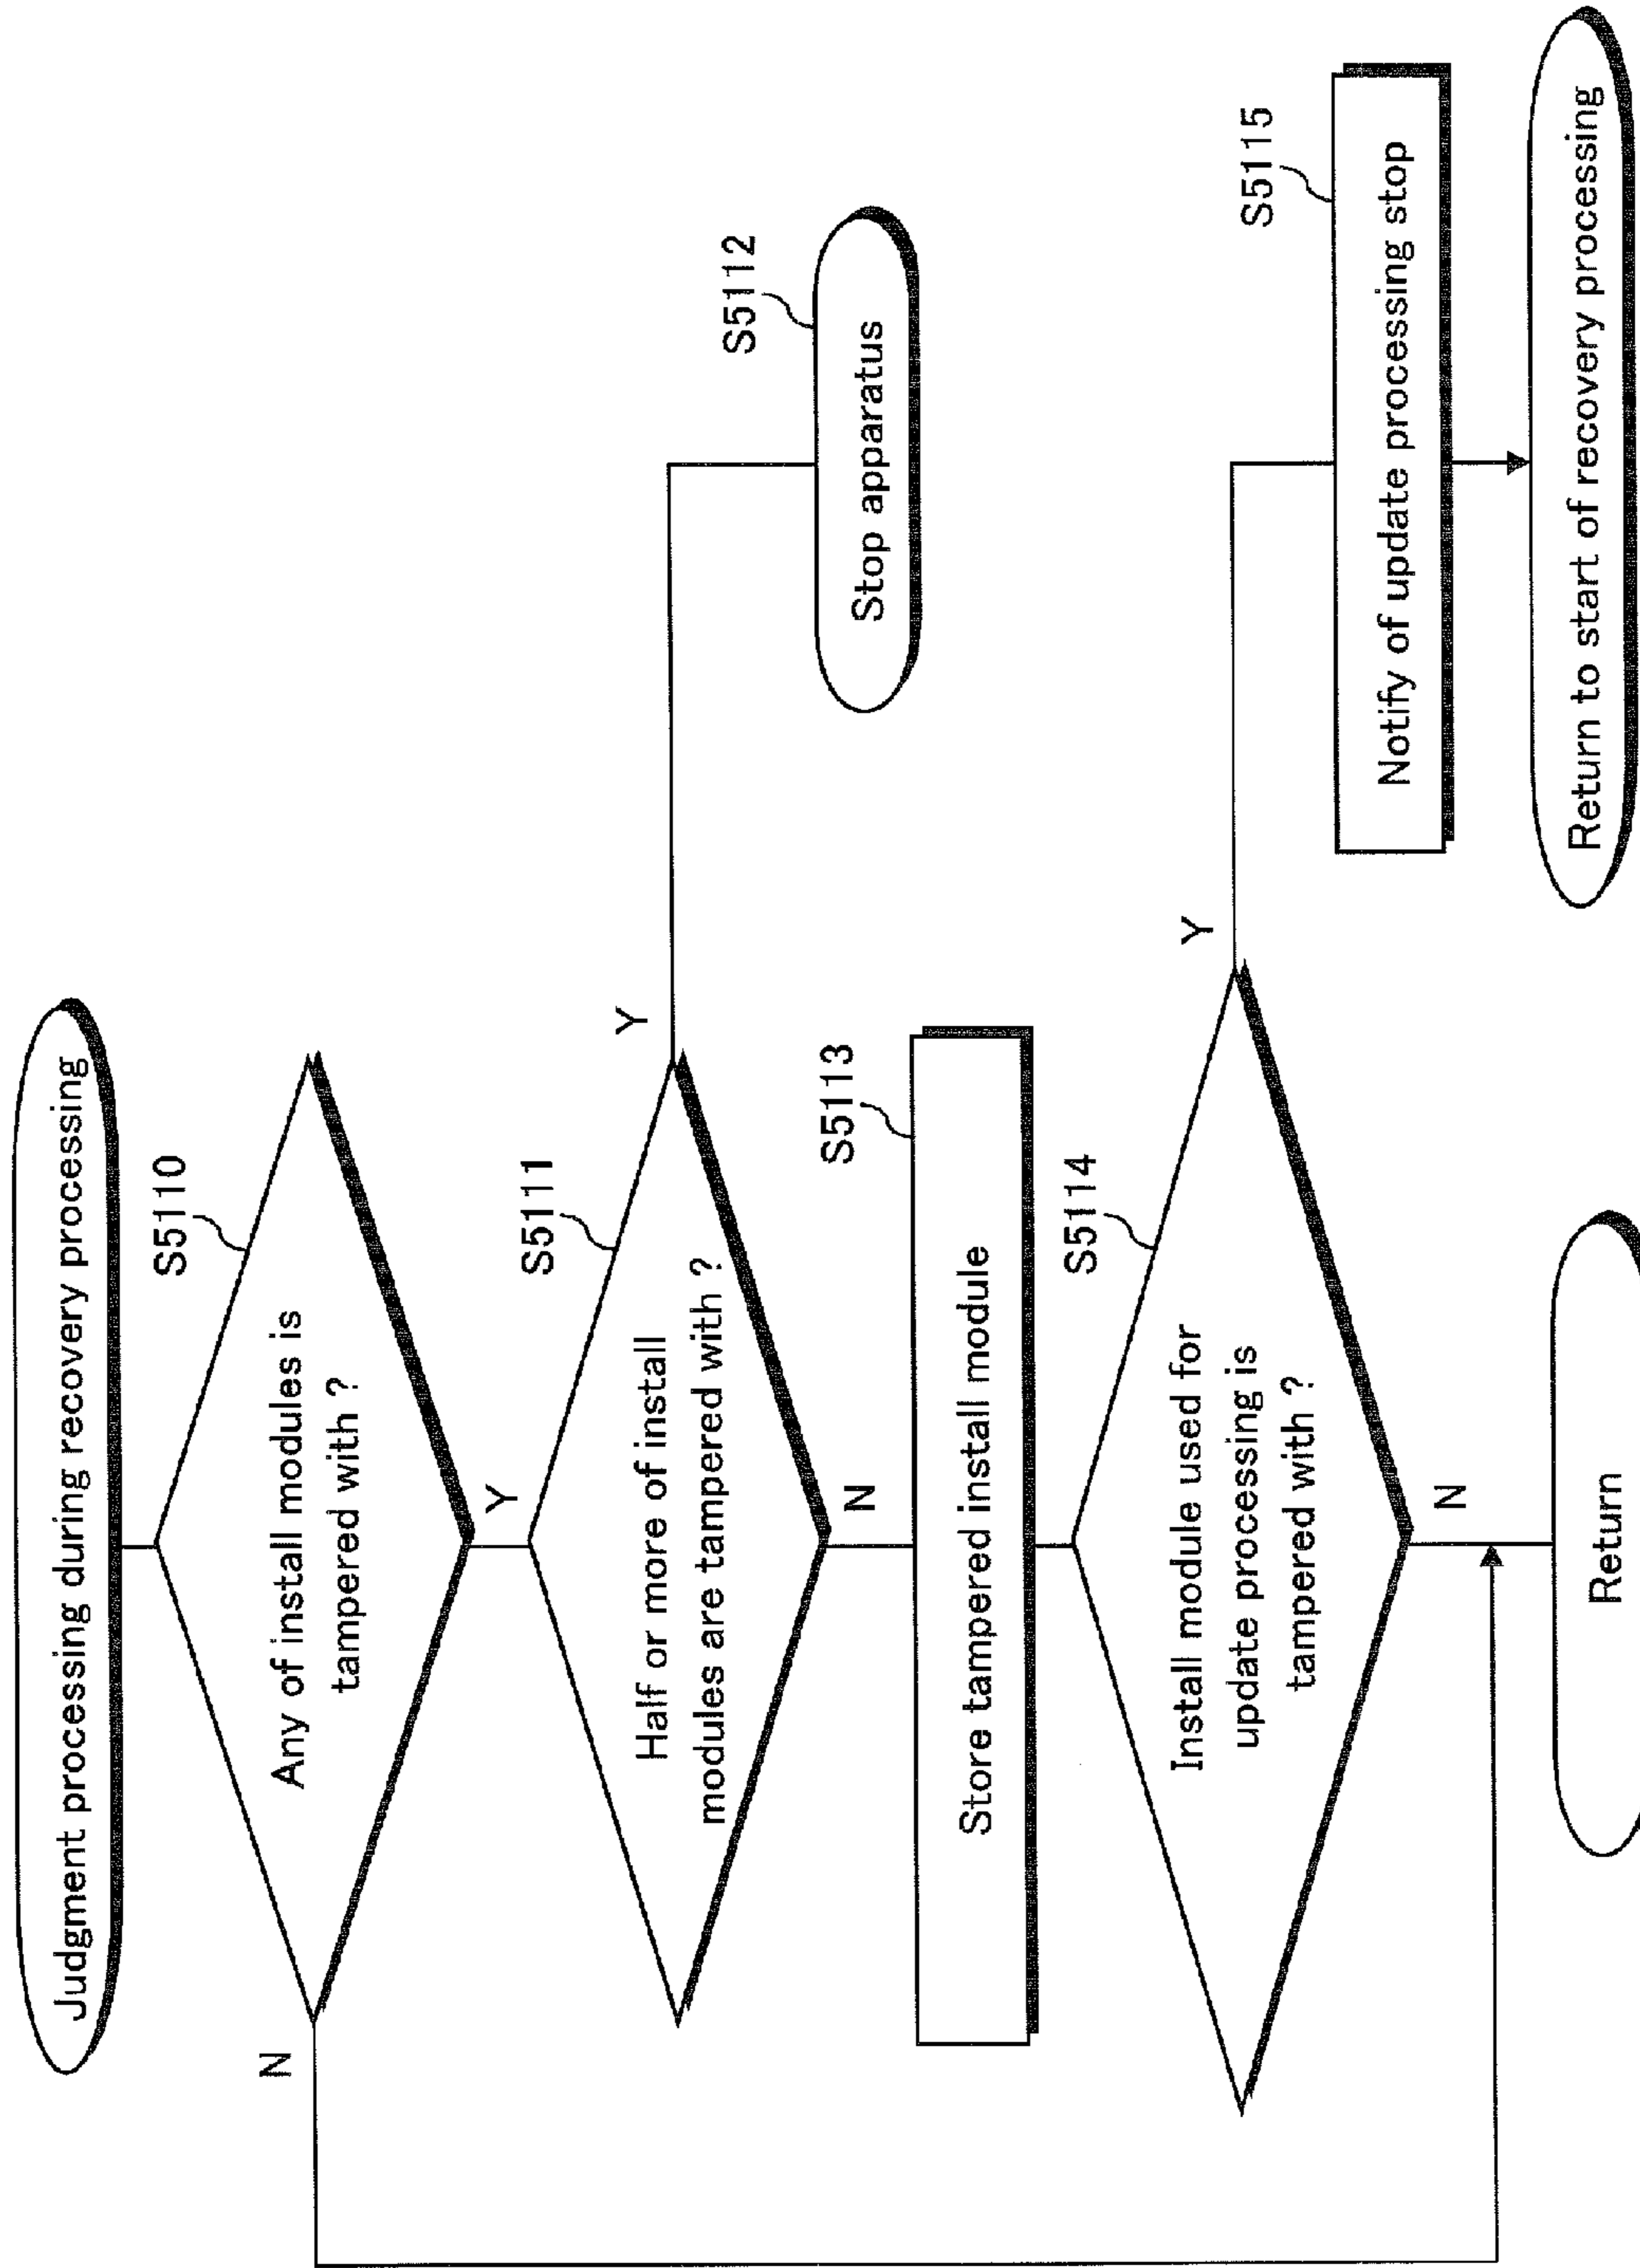 Judgment processing during recovery processing
S5110
Any of install modules is
tampered with ?
N
Y
S5111
Half or more of install
modules are tampered with ?
Y
S5112
Stop apparatus
N
S5113
Store tampered install module
S5114
Install module used for
update processing is
tampered with ?
Y
S5115
Notify of update processing stop
Return to start of recovery processing
N
Return